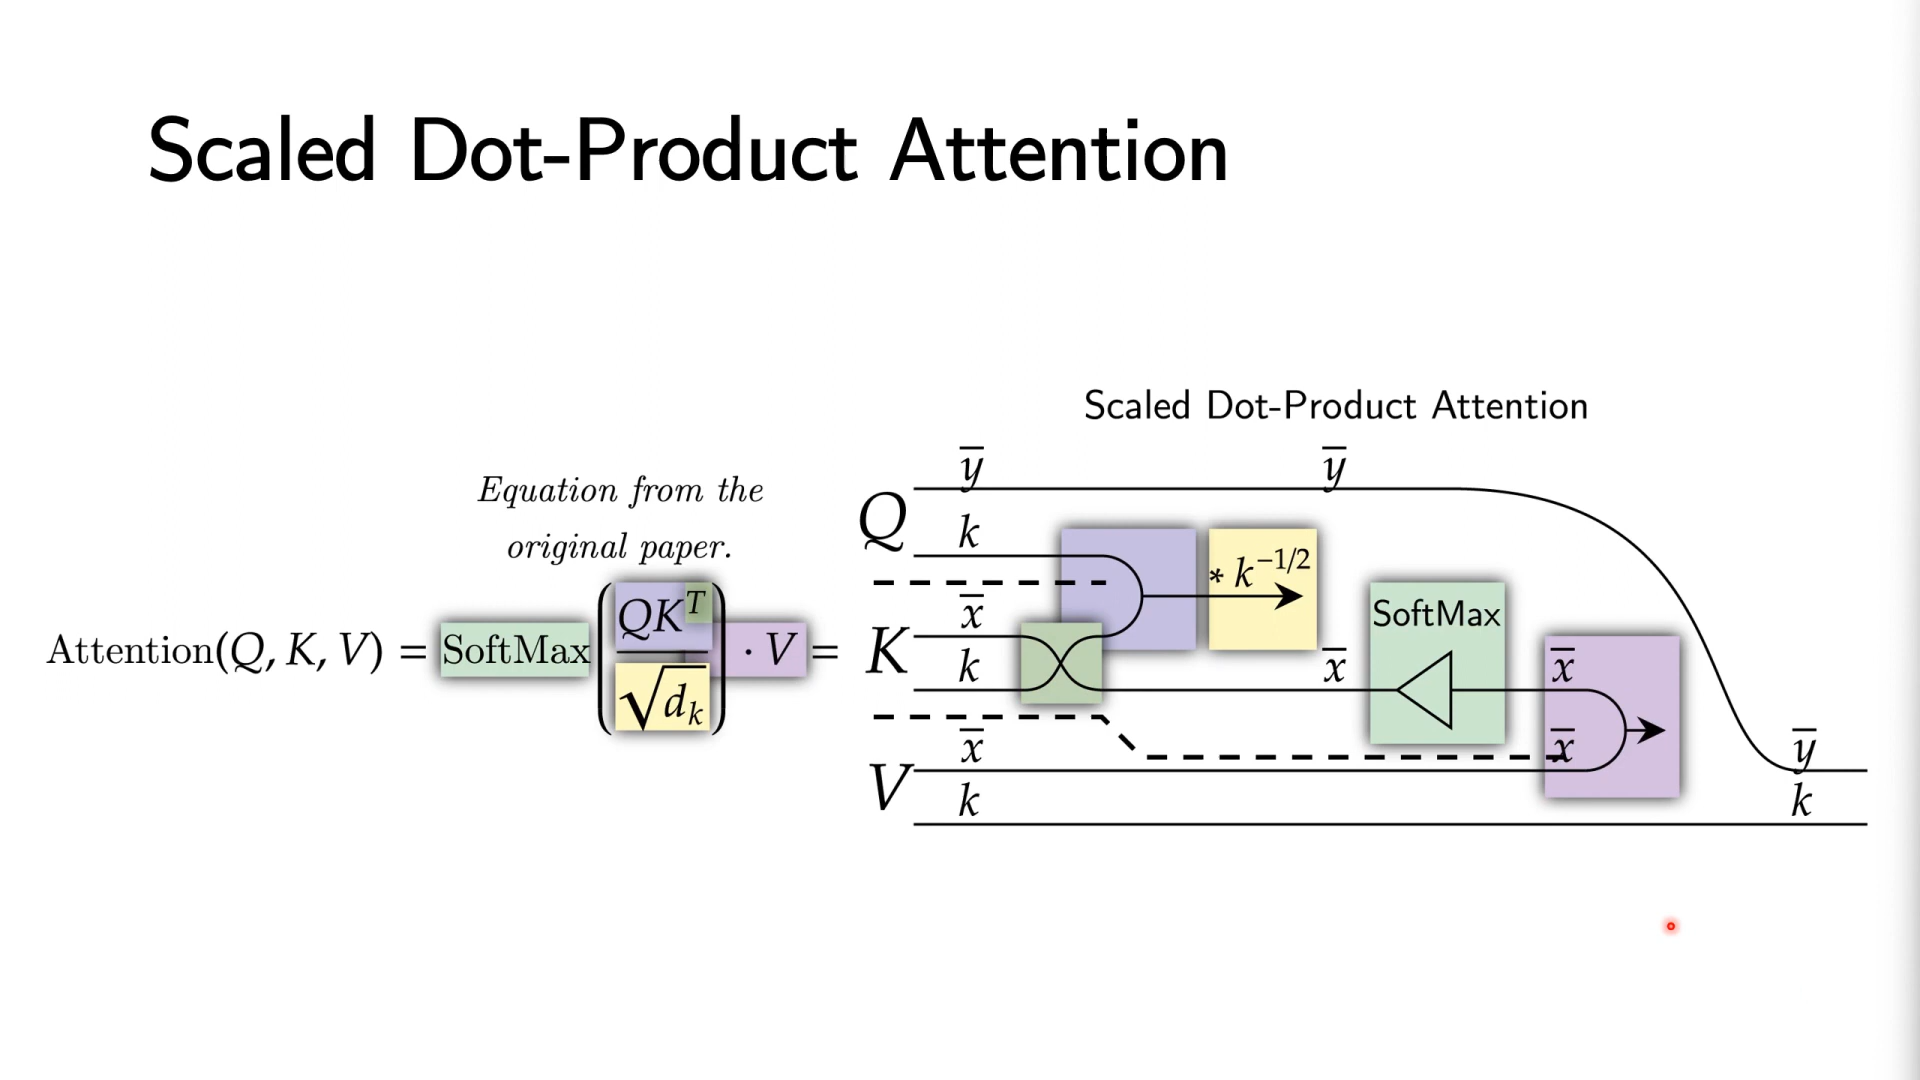 Scaled Dot-Product Attention
Equation from the
original paper.
Attention(Q, K, V) = SoftMax(QK^T / √d_k) · V =
Scaled Dot-Product Attention
y̅ y̅
Q k
* k^−1/2
x̅
SoftMax
K k x̅ x̅
x̅ x̅ y̅
V k k